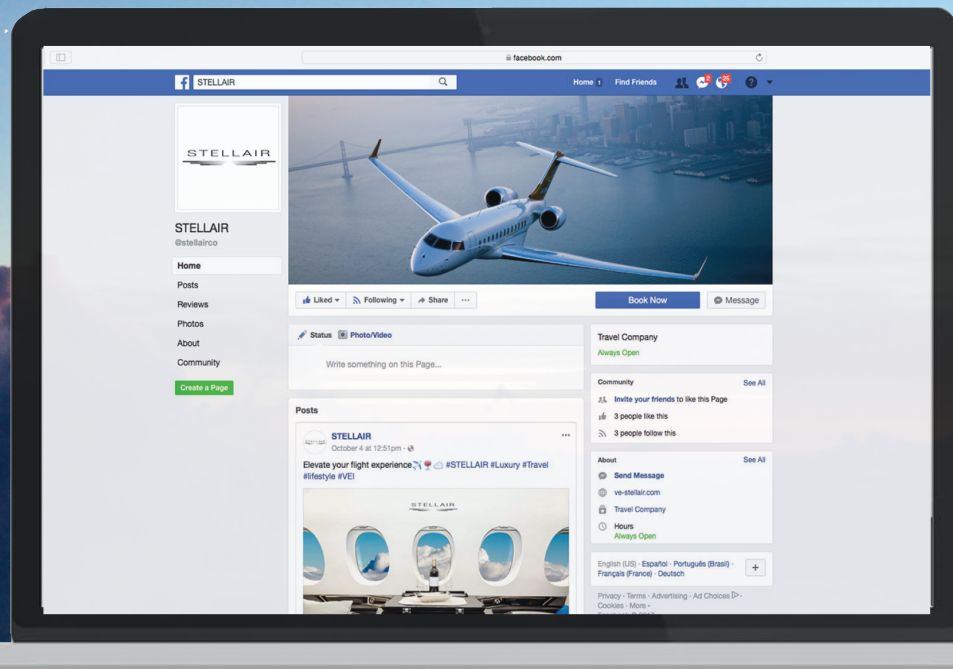 facebook.com
STELLAIR
Home 1 Find Friends 2 25 ?
STELLAIR
STELLAIR
@stellairco
Home
Posts
Reviews
Photos
About
Community
Create a Page
Liked Following Share ... Book Now Message
Status Photo/Video
Write something on this Page...
Posts
STELLAIR
October 4 at 12:51pm ·
Elevate your flight experience #STELLAIR #Luxury #Travel
#lifestyle #VEI
STELLAIR
Travel Company
Always Open
Community See All
Invite your friends to like this Page
3 people like this
3 people follow this
About See All
Send Message
ve-stellair.com
Travel Company
Hours
Always Open
English (US) · Español · Português (Brasil) ·
Français (France) · Deutsch
+
Privacy · Terms · Advertising · Ad Choices ·
Cookies · More ·